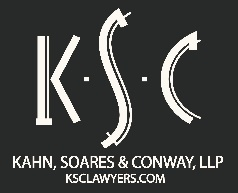 K·S·C
KAHN, SOARES & CONWAY, LLP
KSCLAWYERS.COM